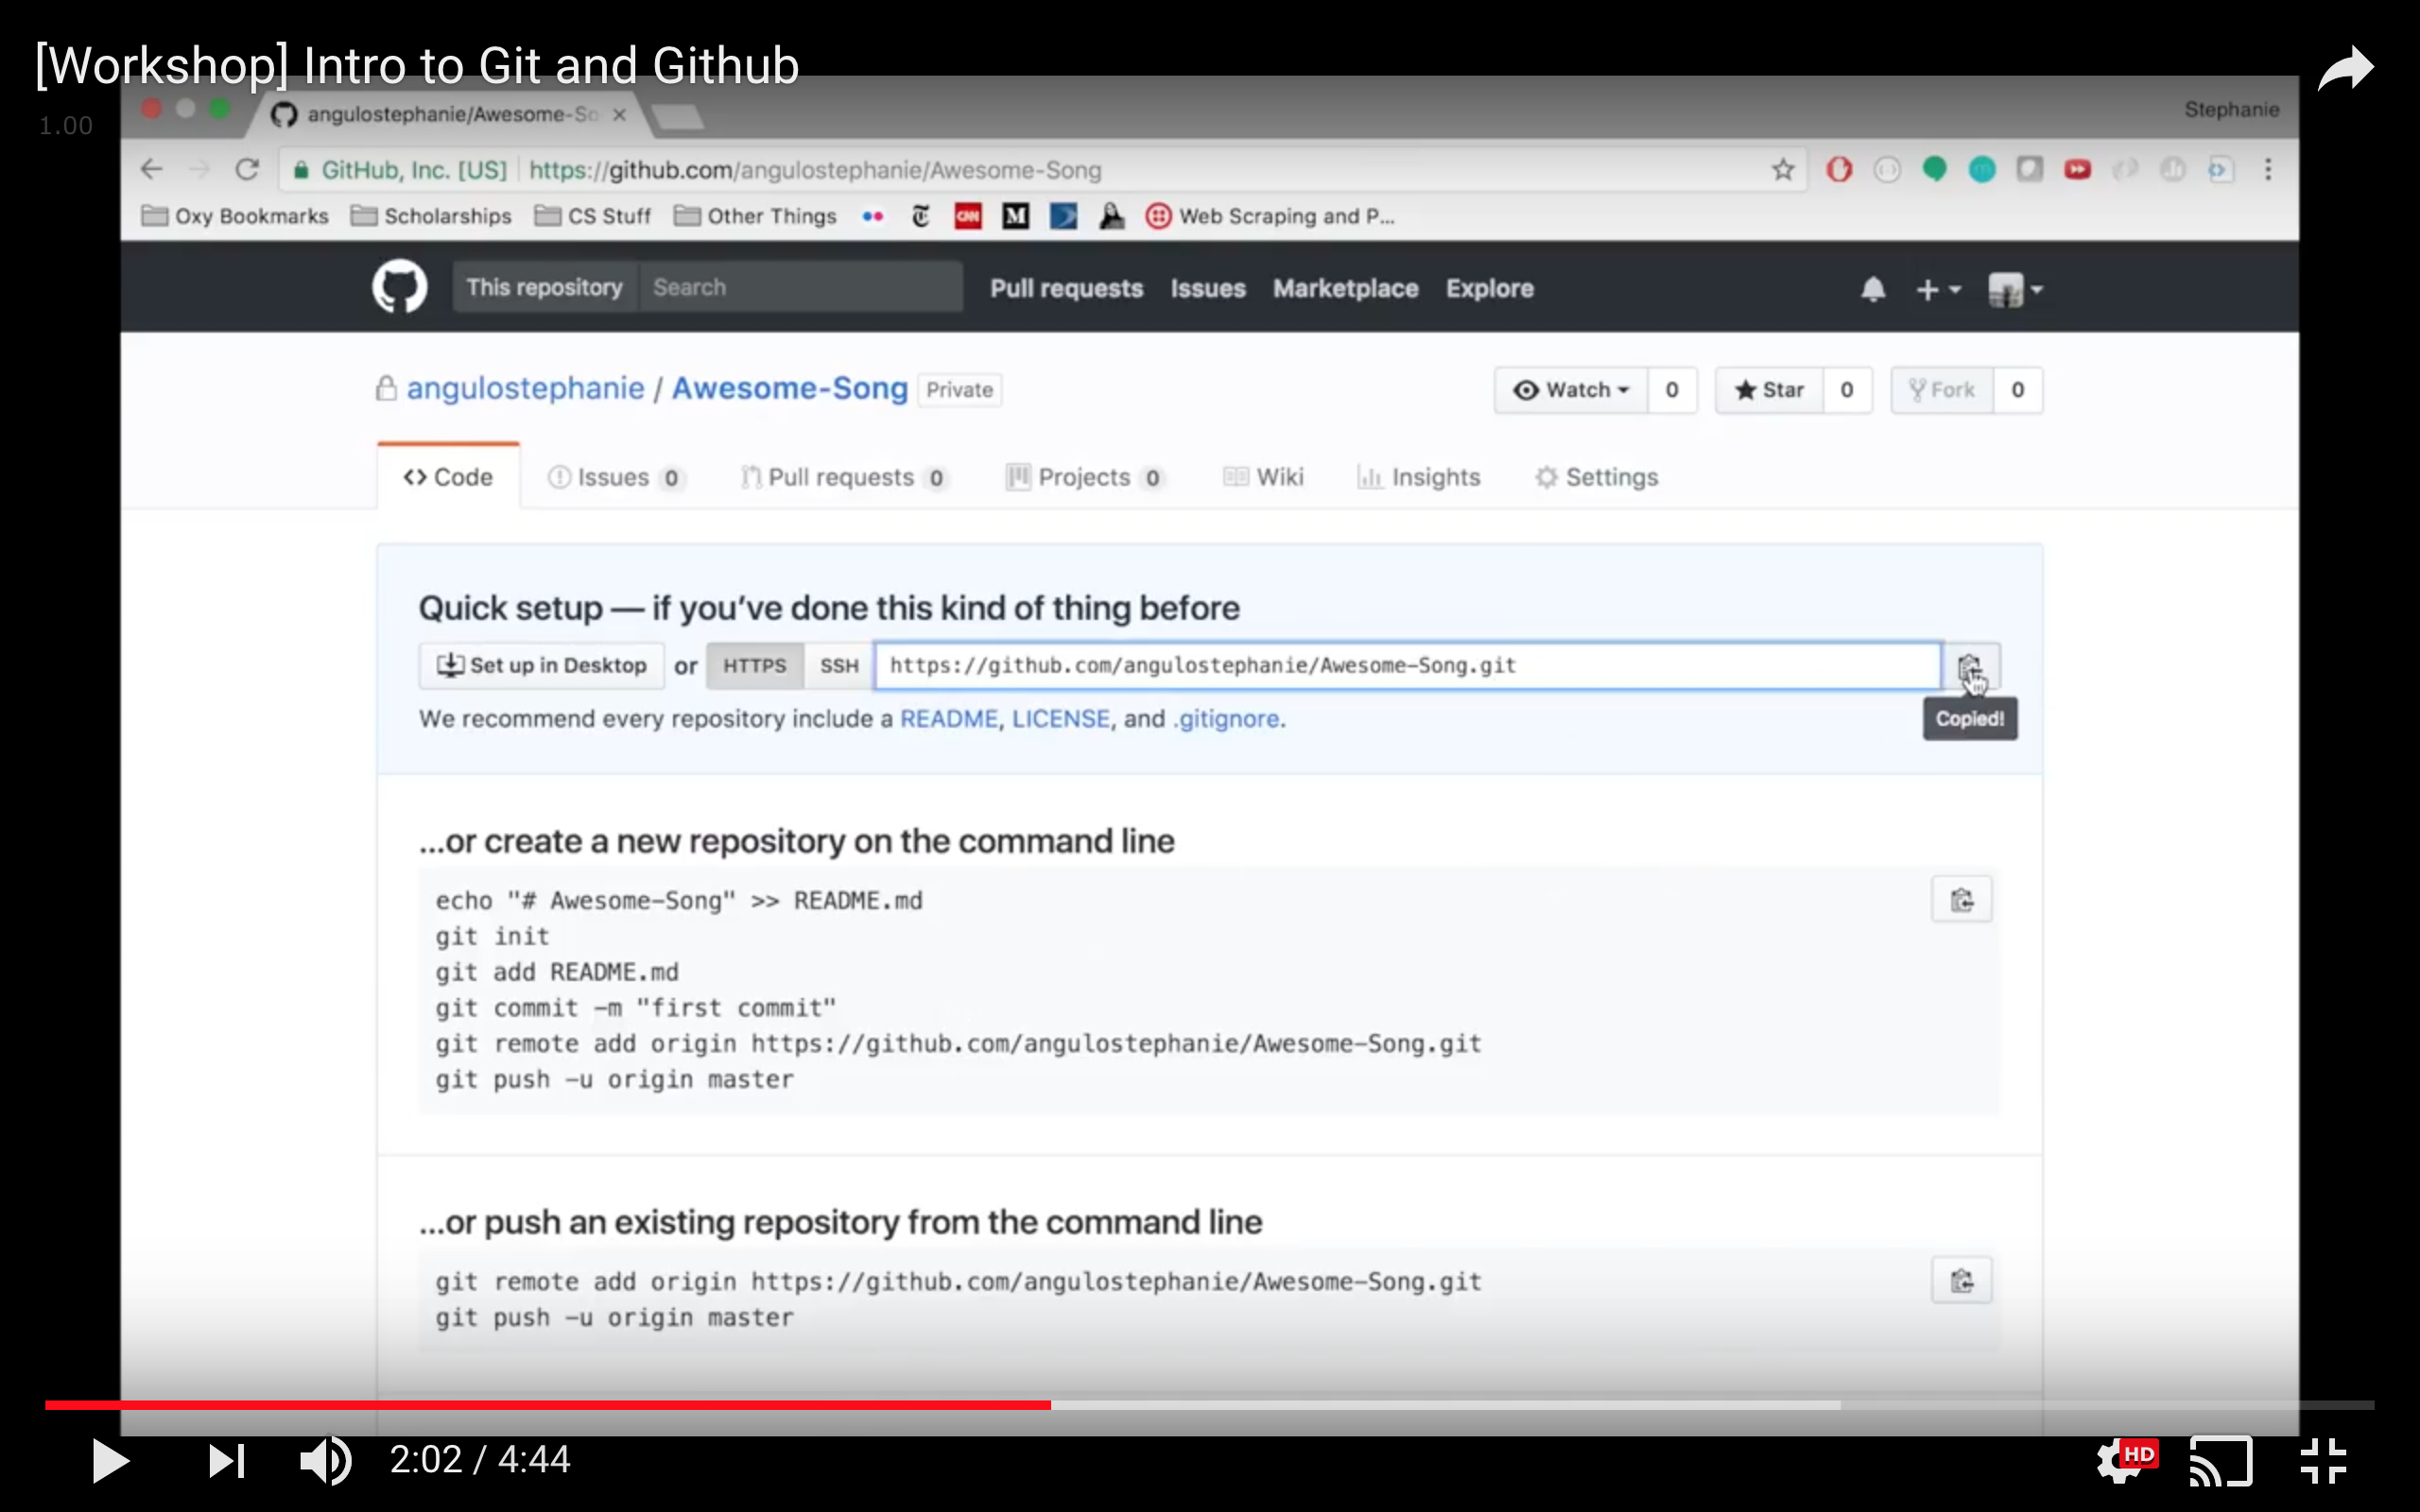 [Workshop] Intro to Git and Github
1.00
angulostephanie/Awesome-So
Stephanie
GitHub, Inc. [US] https://github.com/angulostephanie/Awesome-Song
Oxy Bookmarks Scholarships CS Stuff Other Things CNN M Web Scraping and P...
This repository Search Pull requests Issues Marketplace Explore
angulostephanie / Awesome-Song Private Watch 0 Star 0 Fork 0
Code Issues 0 Pull requests 0 Projects 0 Wiki Insights Settings
Quick setup — if you’ve done this kind of thing before
Set up in Desktop or HTTPS SSH https://github.com/angulostephanie/Awesome-Song.git
We recommend every repository include a README, LICENSE, and .gitignore.
Copied!
...or create a new repository on the command line
echo "# Awesome-Song" >> README.md
git init
git add README.md
git commit -m "first commit"
git remote add origin https://github.com/angulostephanie/Awesome-Song.git
git push -u origin master
...or push an existing repository from the command line
git remote add origin https://github.com/angulostephanie/Awesome-Song.git
git push -u origin master
2:02 / 4:44
HD